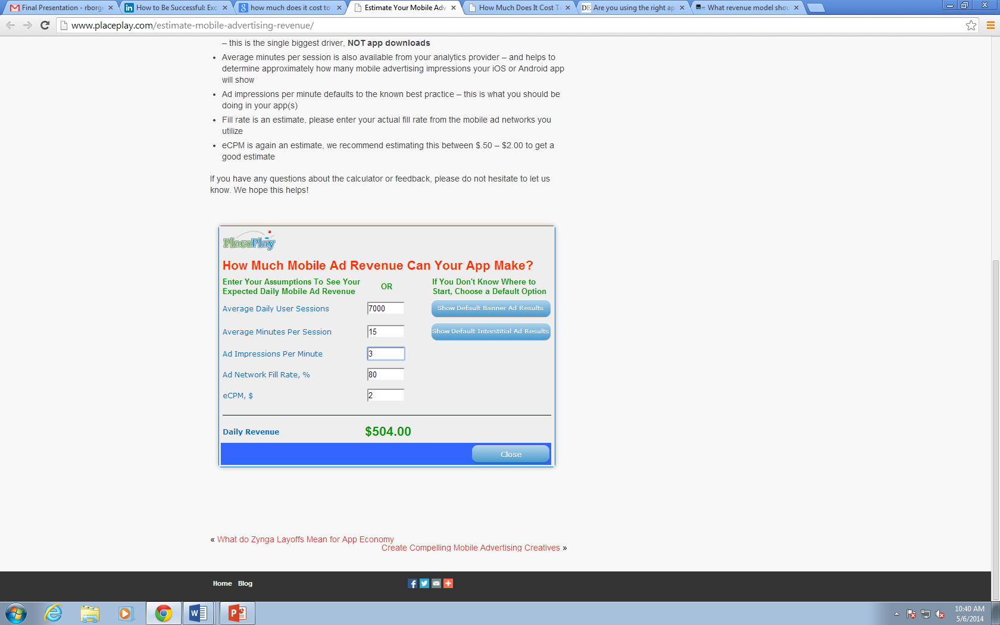 Final Presentation - rborge
How to Be Successful: Exc
how much does it cost to
Estimate Your Mobile Adv
How Much Does It Cost T
DE Are you using the right ap
What revenue model shou
www.placeplay.com/estimate-mobile-advertising-revenue/
– this is the single biggest driver, NOT app downloads
• Average minutes per session is also available from your analytics provider – and helps to
determine approximately how many mobile advertising impressions your iOS or Android app
will show
• Ad impressions per minute defaults to the known best practice – this is what you should be
doing in your app(s)
• Fill rate is an estimate, please enter your actual fill rate from the mobile ad networks you
utilize
• eCPM is again an estimate, we recommend estimating this between $.50 – $2.00 to get a
good estimate
If you have any questions about the calculator or feedback, please do not hesitate to let us
know. We hope this helps!
PlacePlay
How Much Mobile Ad Revenue Can Your App Make?
Enter Your Assumptions To See Your
Expected Daily Mobile Ad Revenue
OR
If You Don't Know Where to
Start, Choose a Default Option
Average Daily User Sessions 7000
Show Default Banner Ad Results
Average Minutes Per Session 15
Show Default Interstitial Ad Results
Ad Impressions Per Minute 3
Ad Network Fill Rate, % 80
eCPM, $ 2
Daily Revenue $504.00
Close
« What do Zynga Layoffs Mean for App Economy
Create Compelling Mobile Advertising Creatives »
Home Blog
10:40 AM
5/6/2014